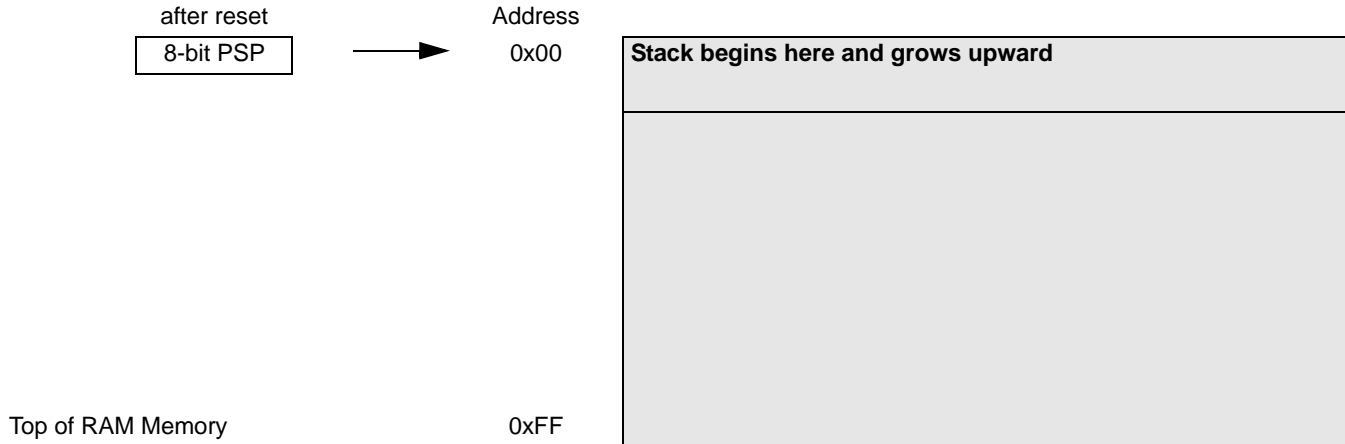 after reset Address
8-bit PSP 0x00 Stack begins here and grows upward
Top of RAM Memory 0xFF